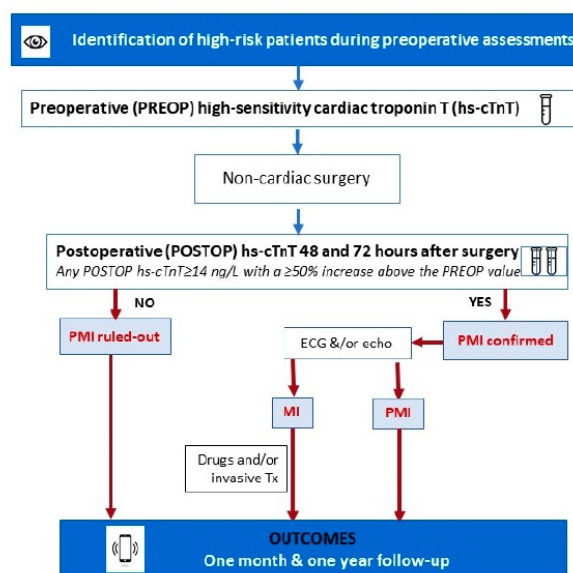 Identification of high-risk patients during preoperative assessments
Preoperative (PREOP) high-sensitivity cardiac troponin T (hs-cTnT)
Non-cardiac surgery
Postoperative (POSTOP) hs-cTnT 48 and 72 hours after surgery
Any POSTOP hs-cTnT≥14 ng/L with a ≥50% increase above the PREOP value
NO
YES
PMI ruled-out
ECG &/or echo
PMI confirmed
MI
PMI
Drugs and/or
invasive Tx
OUTCOMES
One month & one year follow-up